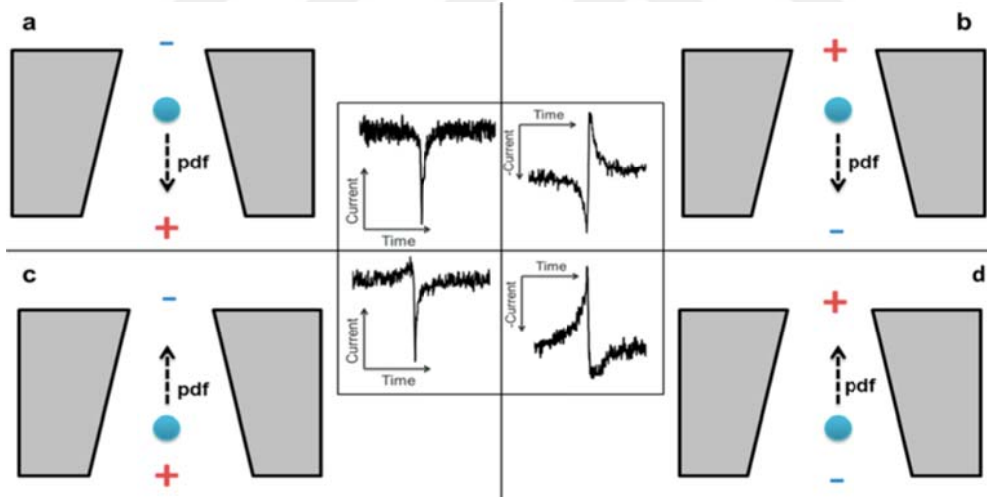 a
b
-
+
Time
-Current
Current
Time
pdf
pdf
+
-
c
d
-
+
Time
-Current
Current
Time
pdf
pdf
+
-